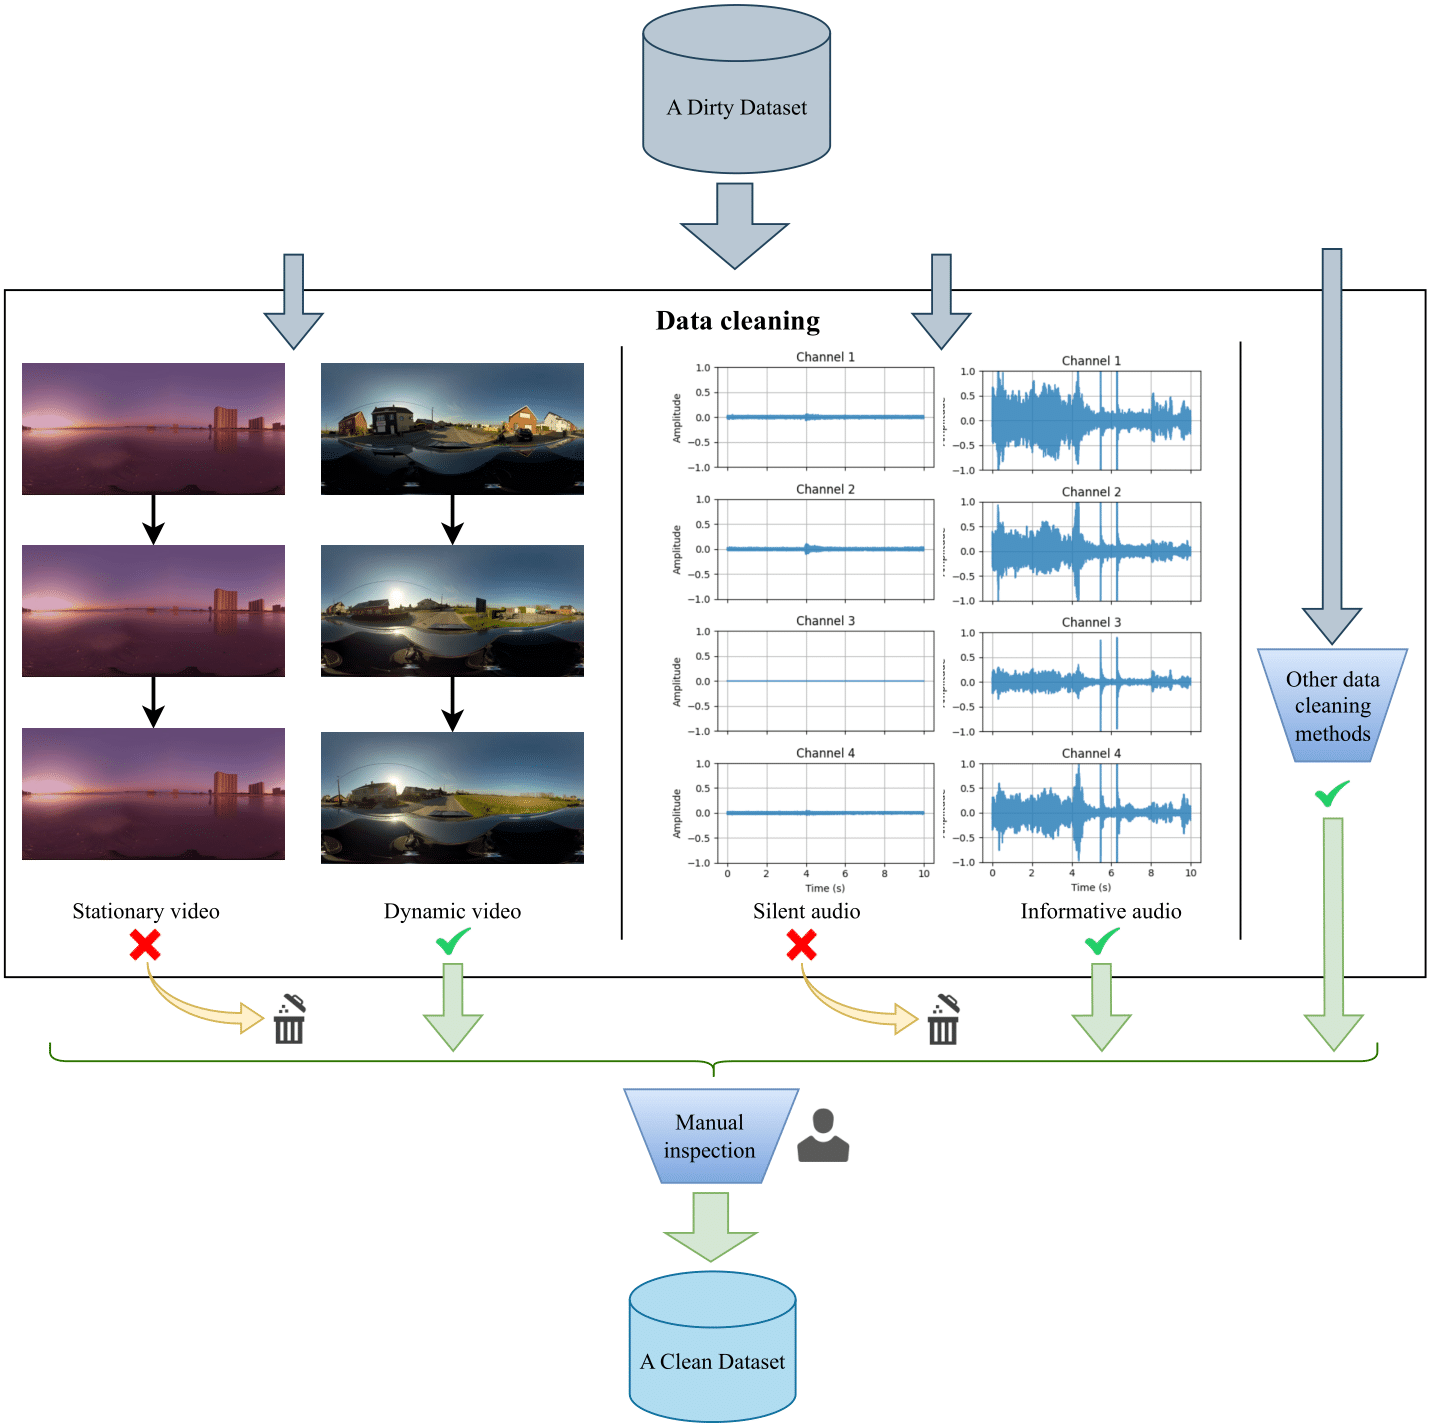 A Dirty Dataset
Data cleaning
Channel 1
1.0
0.5
0.0
−0.5
−1.0
Amplitude
Channel 2
1.0
0.5
0.0
−0.5
−1.0
Amplitude
Channel 3
1.0
0.5
0.0
−0.5
−1.0
Amplitude
Channel 4
1.0
0.5
0.0
−0.5
−1.0
Amplitude
0 2 4 6 8 10
Time (s)
Channel 1
1.0
0.5
0.0
−0.5
−1.0
Channel 2
1.0
0.5
0.0
−0.5
−1.0
Channel 3
1.0
0.5
0.0
−0.5
−1.0
Channel 4
1.0
0.5
0.0
−0.5
−1.0
0 2 4 6 8 10
Time (s)
Other data
cleaning
methods
Stationary video
Dynamic video
Silent audio
Informative audio
Manual
inspection
A Clean Dataset